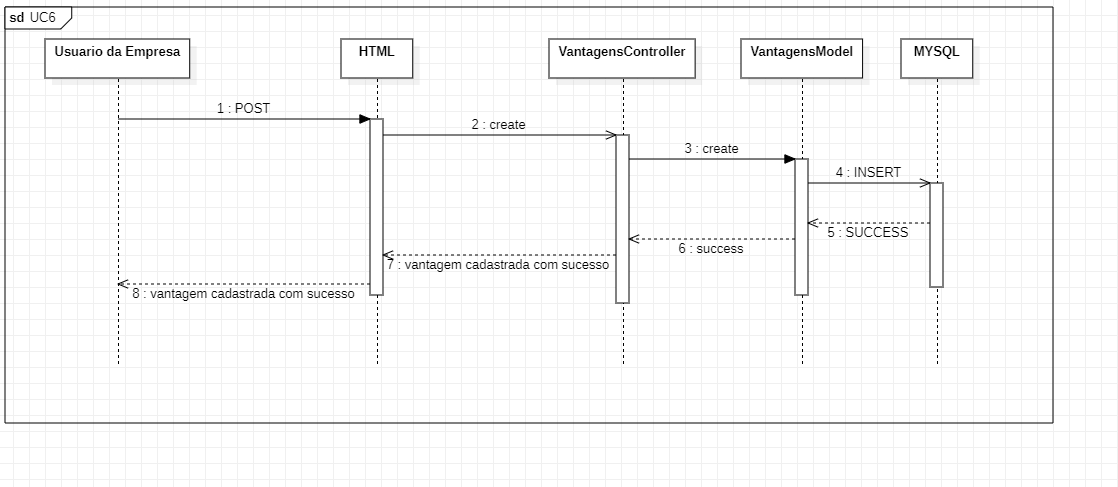 sd UC6
Usuario da Empresa
HTML
VantagensController
VantagensModel
MYSQL
1 : POST
2 : create
3 : create
4 : INSERT
5 : SUCCESS
6 : success
7 : vantagem cadastrada com sucesso
8 : vantagem cadastrada com sucesso